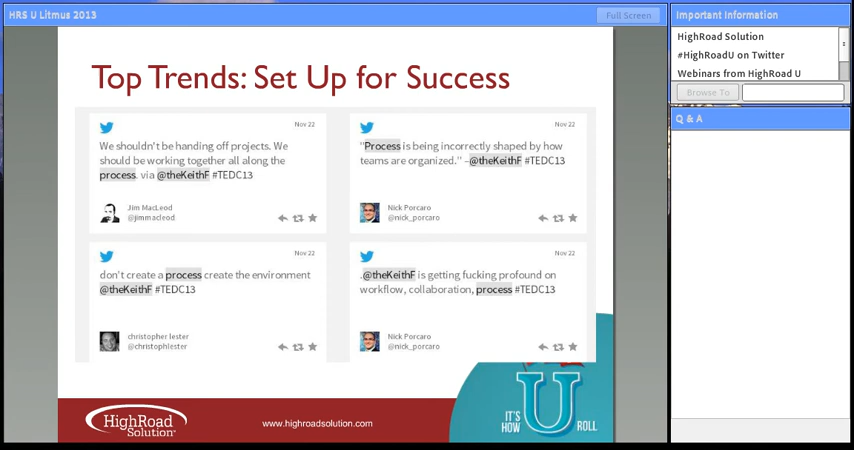 HRS U Litmus 2013
Full Screen
Top Trends: Set Up for Success
Nov 22
We shouldn't be handing off projects. We
should be working together all along the
process. via @theKeithF #TEDC13
Jim MacLeod
@jimmacleod
Nov 22
"Process is being incorrectly shaped by how
teams are organized." -@theKeithF #TEDC13
Nick Porcaro
@nick_porcaro
Nov 22
don't create a process create the environment
@theKeithF #TEDC13
christopher lester
@christophlester
Nov 22
.@theKeithF is getting fucking profound on
workflow, collaboration, process #TEDC13
Nick Porcaro
@nick_porcaro
HighRoad
Solution
www.highroadsolution.com
IT'S
HOW
U
ROLL
Important Information
HighRoad Solution
#HighRoadU on Twitter
Webinars from HighRoad U
Browse To
Q & A